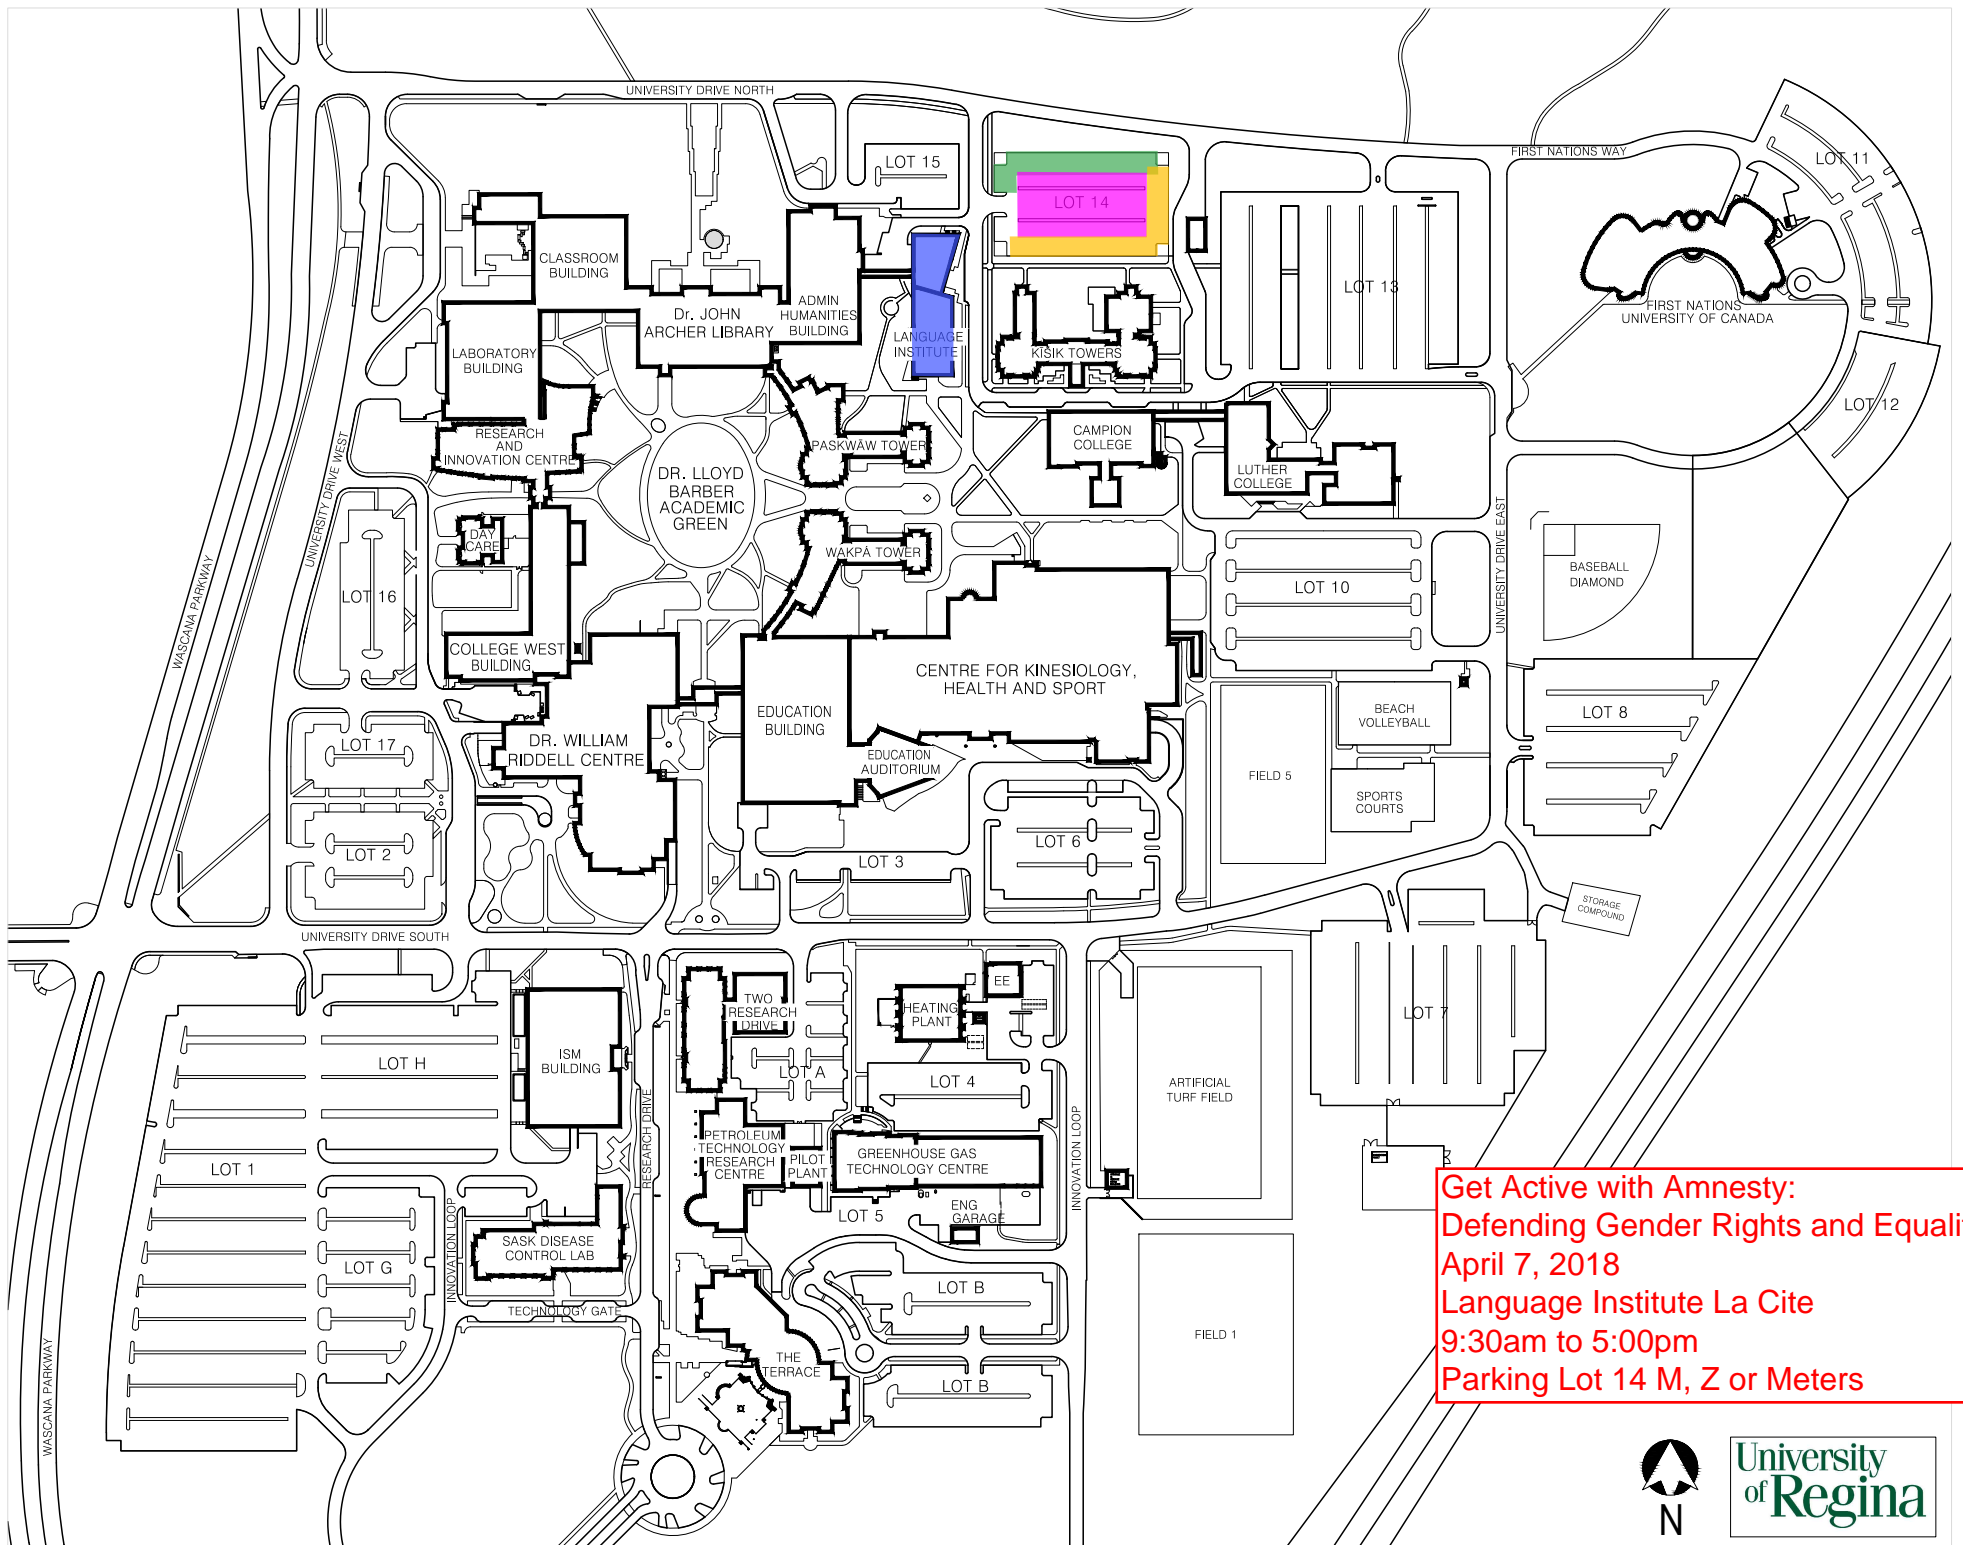 UNIVERSITY DRIVE NORTH
LOT 15
LOT 14
FIRST NATIONS WAY
LOT 11
CLASSROOM
BUILDING
ADMIN
HUMANITIES
BUILDING
Dr. JOHN
ARCHER LIBRARY
LANGUAGE
INSTITUTE
KĪSIK TOWERS
LOT 13
FIRST NATIONS
UNIVERSITY OF CANADA
LABORATORY
BUILDING
LOT 12
RESEARCH
AND
INNOVATION CENTRE
PASKWĀW TOWER
CAMPION
COLLEGE
LUTHER
COLLEGE
DR. LLOYD
BARBER
ACADEMIC
GREEN
UNIVERSITY DRIVE WEST
UNIVERSITY DRIVE EAST
WASCANA PARKWAY
DAY
CARE
WAKPÁ TOWER
LOT 16
LOT 10
BASEBALL
DIAMOND
COLLEGE WEST
BUILDING
CENTRE FOR KINESIOLOGY,
HEALTH AND SPORT
EDUCATION
BUILDING
BEACH
VOLLEYBALL
LOT 8
LOT 17
DR. WILLIAM
RIDDELL CENTRE
EDUCATION
AUDITORIUM
FIELD 5
SPORTS
COURTS
LOT 2
LOT 3
LOT 6
STORAGE
COMPOUND
UNIVERSITY DRIVE SOUTH
TWO
RESEARCH
DRIVE
HEATING
PLANT
EE
LOT 7
LOT H
ISM
BUILDING
LOT A
LOT 4
ARTIFICIAL
TURF FIELD
RESEARCH DRIVE
INNOVATION LOOP
PETROLEUM
TECHNOLOGY
RESEARCH
CENTRE
PILOT
PLANT
GREENHOUSE GAS
TECHNOLOGY CENTRE
LOT 1
LOT 5
ENG
GARAGE
INNOVATION LOOP
SASK DISEASE
CONTROL LAB
LOT G
LOT B
TECHNOLOGY GATE
WASCANA PARKWAY
THE
TERRACE
LOT B
FIELD 1
Get Active with Amnesty:
Defending Gender Rights and Equali
April 7, 2018
Language Institute La Cite
9:30am to 5:00pm
Parking Lot 14 M, Z or Meters
N
University
of Regina